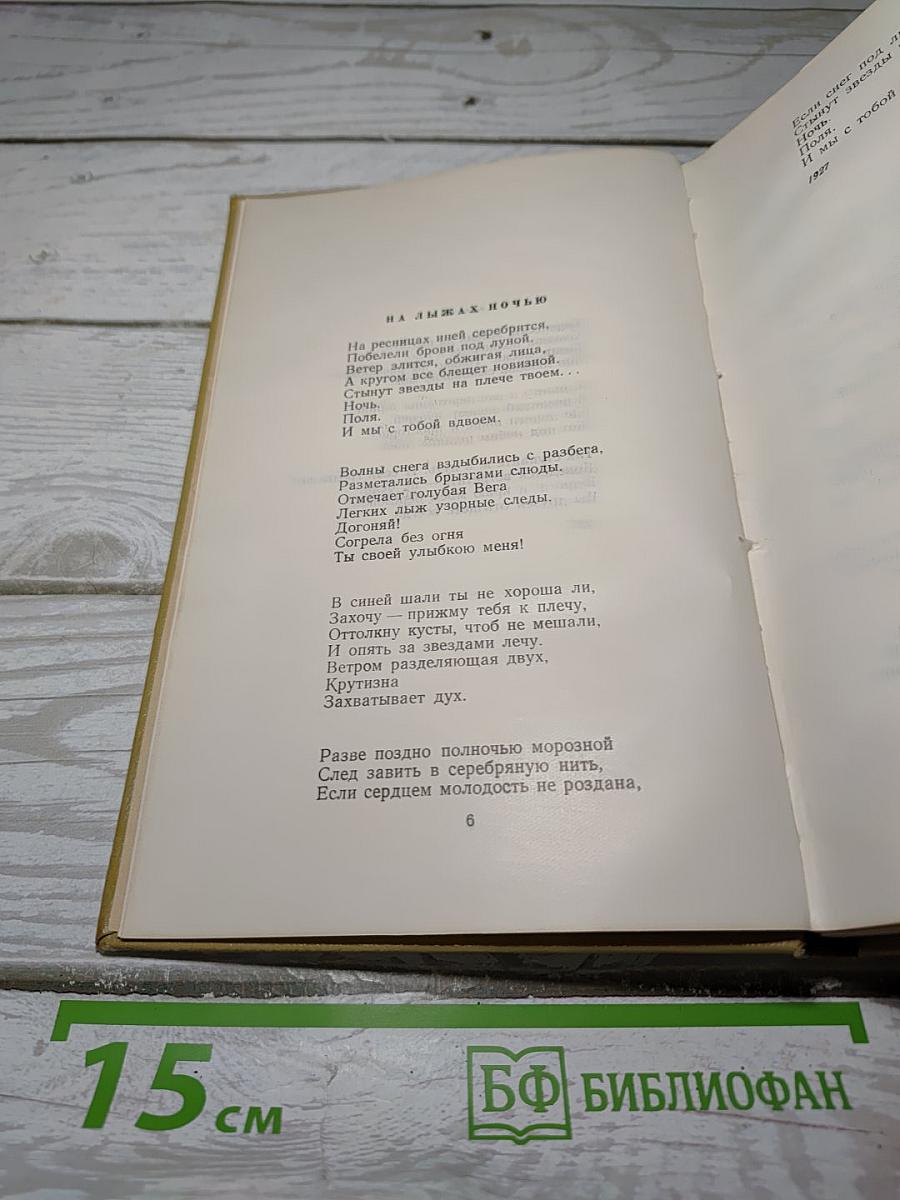 НА ЛЫЖАХ НОЧЬЮ
На ресницах иней серебрится,
Побелели брови под луной.
Ветер злится, обжигая лица,
А кругом все блещет новизной.
Стынут звезды на плече твоем...
Ночь.
Поля.
И мы с тобой вдвоем.
Волны снега вздыбились с разбега,
Разметались брызгами слюды.
Отмечает голубая Вега
Легких лыж узорные следы.
Догоняй!
Согрела без огня
Ты своей улыбкою меня!
В синей шали ты не хороша ли,
Захочу — прижму тебя к плечу,
Оттолкну кусты, чтоб не мешали,
И опять за звездами лечу.
Ветром разделяющая двух,
Крутизна
Захватывает дух.
Разве поздно полночью морозной
След завить в серебряную нить,
Если сердцем молодость не роздана,
6
Если снег под
Стынут звезды
Ночь.
Поля.
И мы с тобой
1927
15 см
БФ БИБЛИОФАН